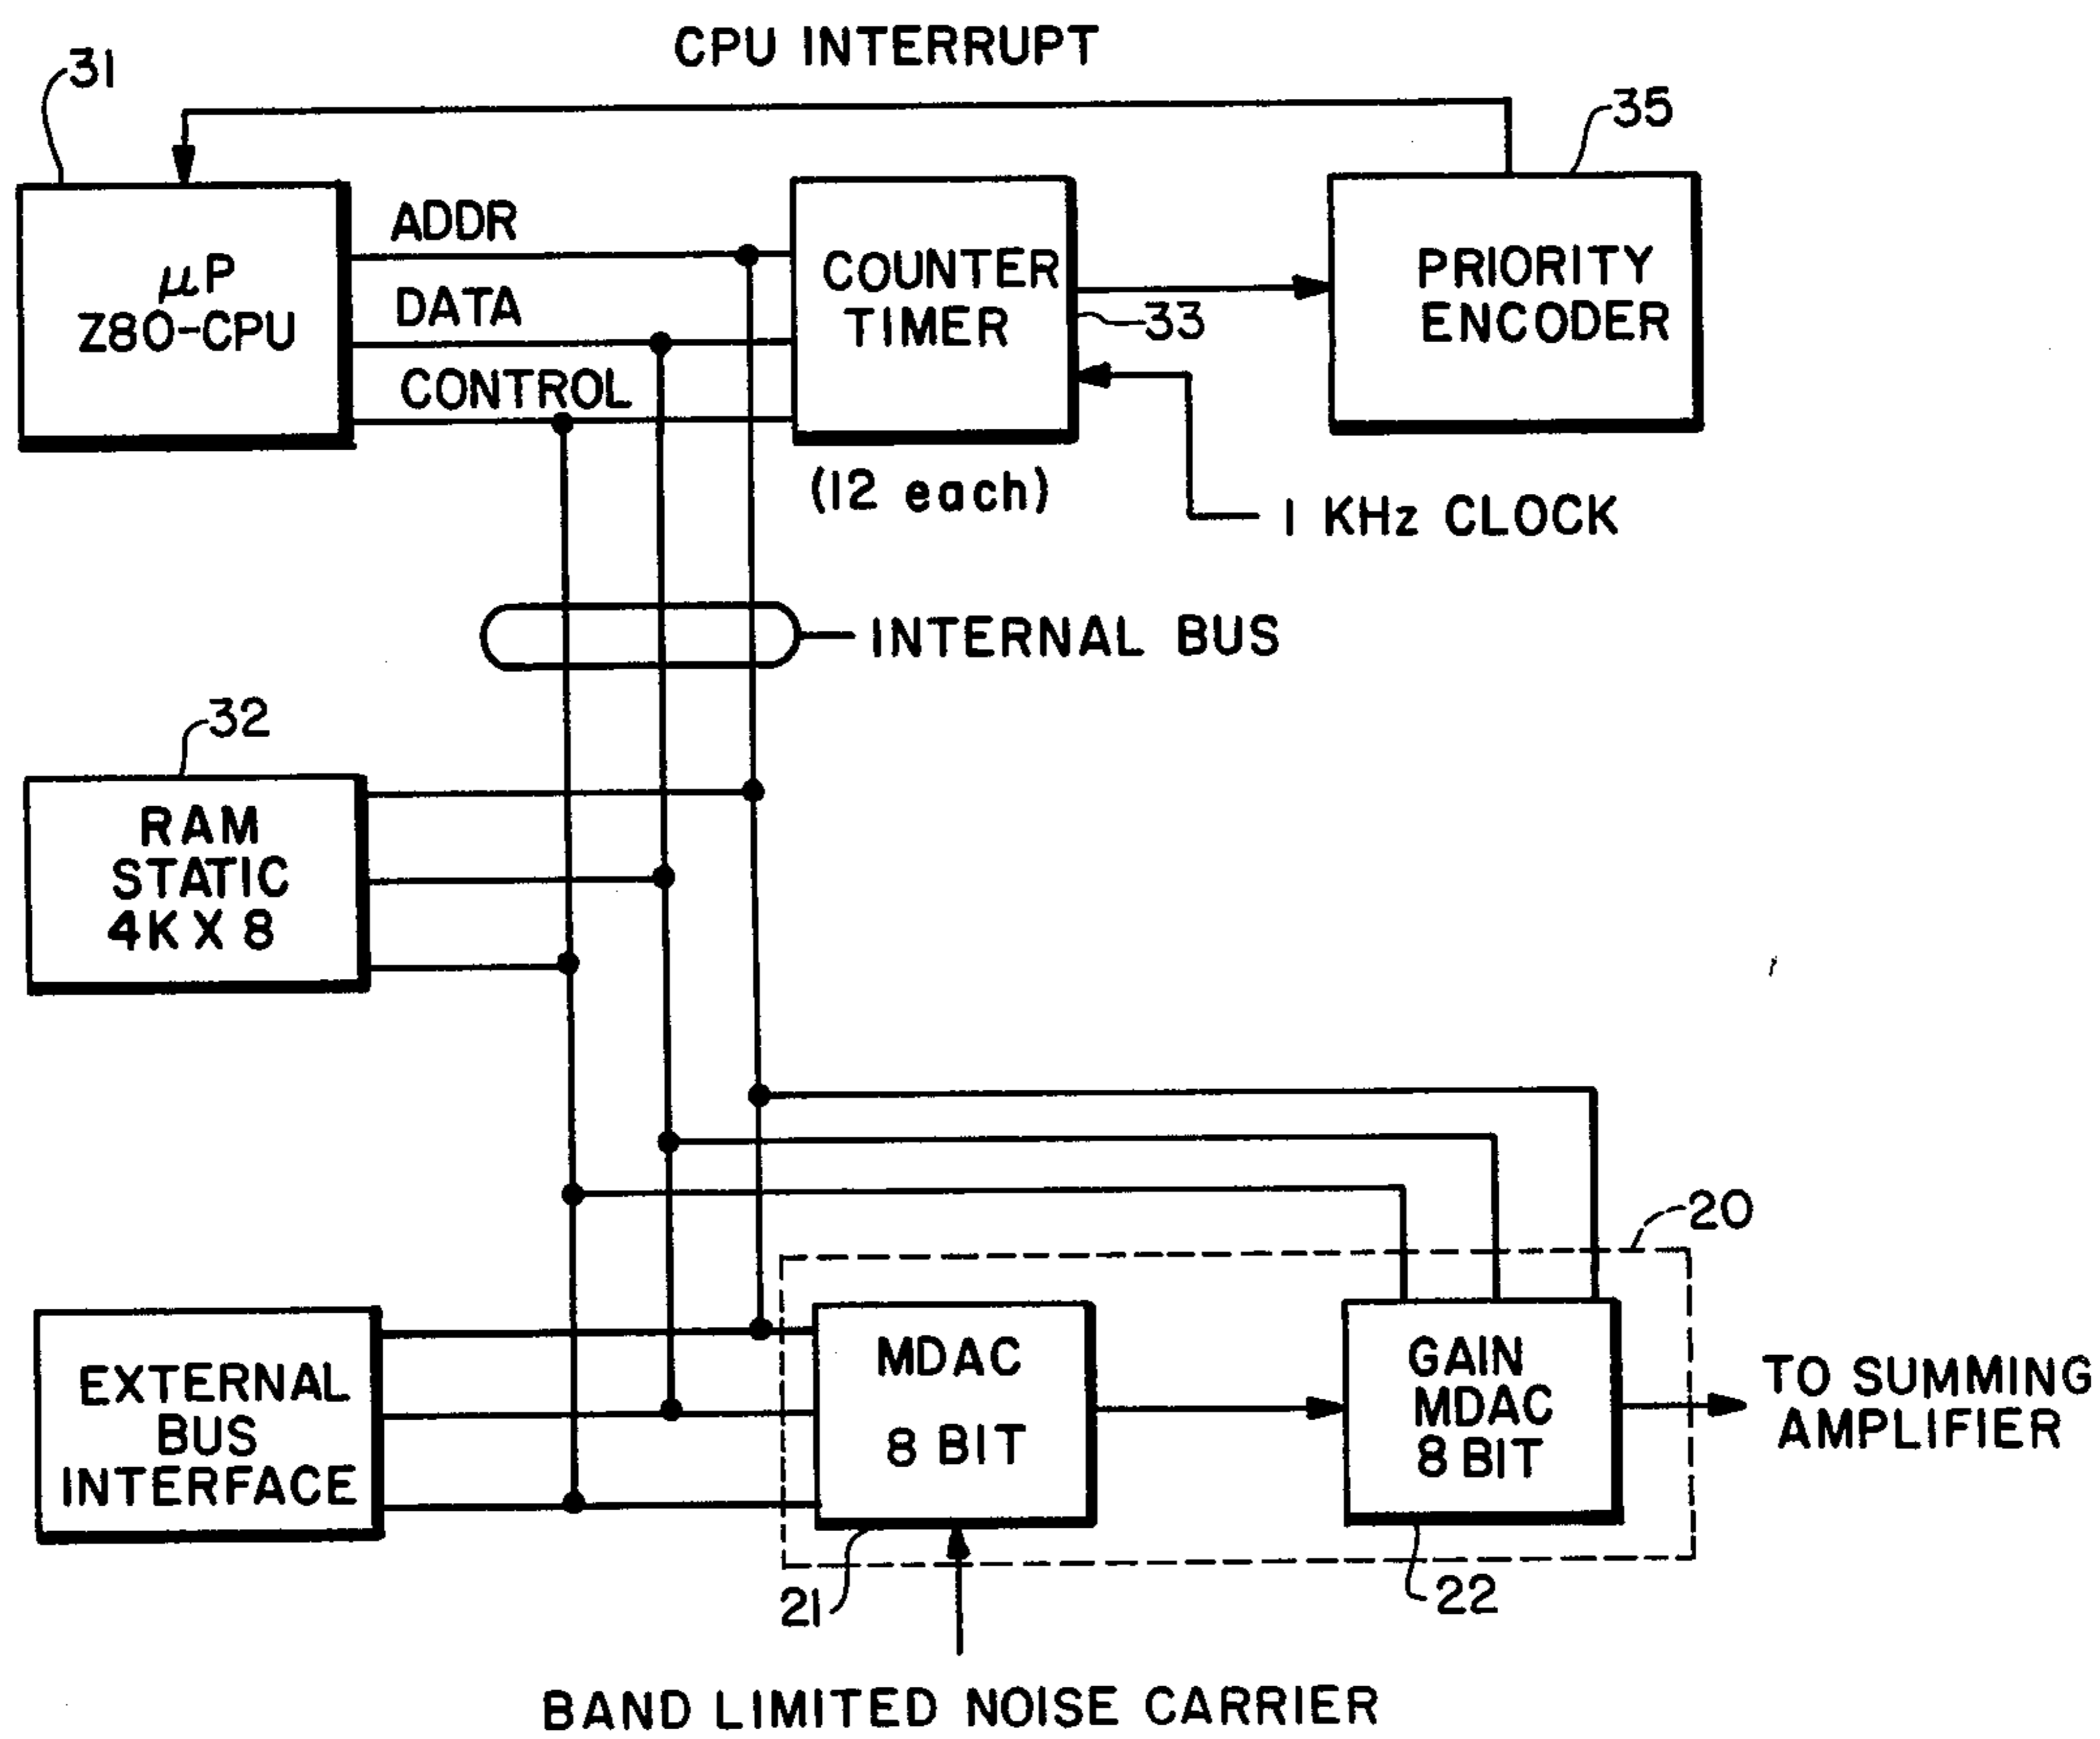 CPU INTERRUPT
31
35
ADDR
μP
Z80-CPU
DATA
CONTROL
COUNTER
TIMER
33
PRIORITY
ENCODER
(12 each)
1 KHz CLOCK
INTERNAL BUS
32
RAM
STATIC
4K X 8
20
EXTERNAL
BUS
INTERFACE
MDAC
8 BIT
GAIN
MDAC
8 BIT
TO SUMMING
AMPLIFIER
21
22
BAND LIMITED NOISE CARRIER